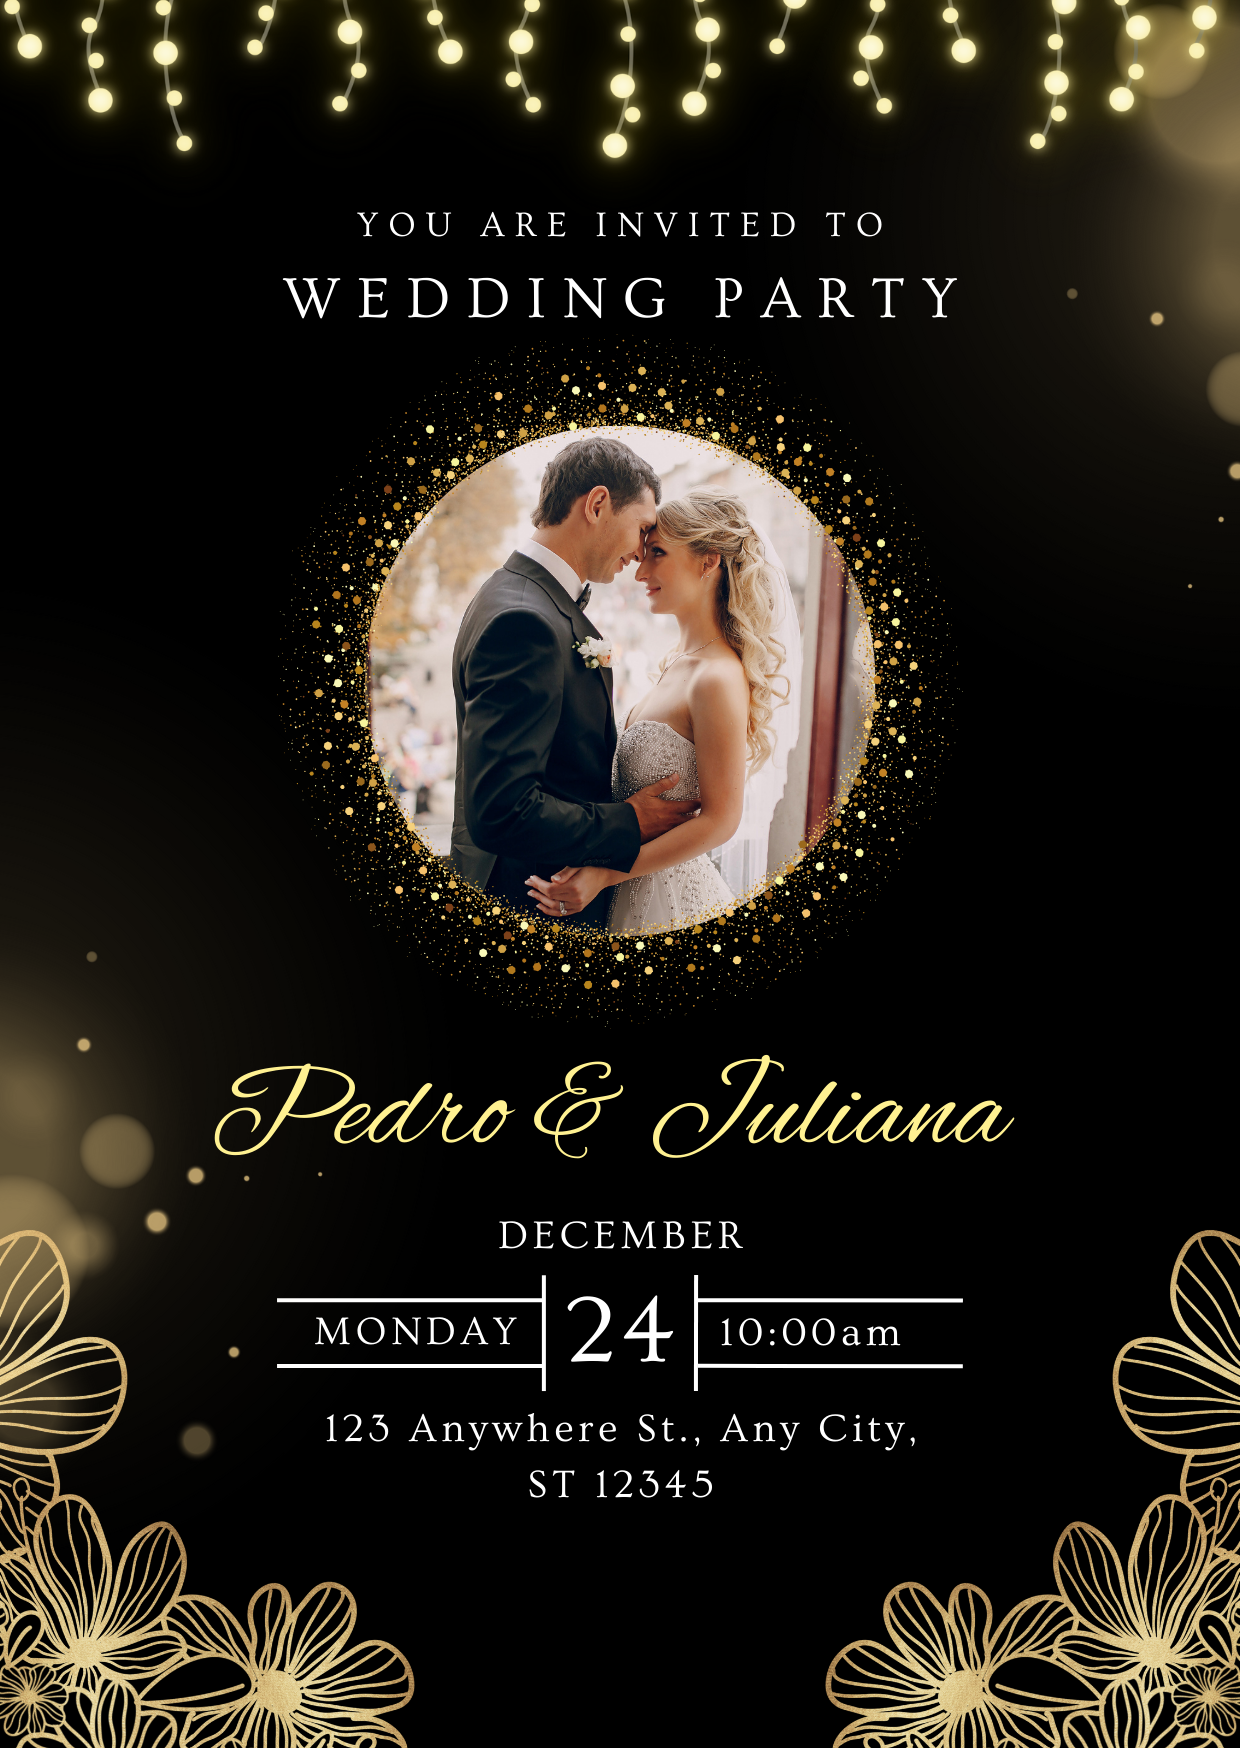 YOU ARE INVITED TO
WEDDING PARTY
Pedro & Juliana
DECEMBER
MONDAY 24 10:00am
123 Anywhere St., Any City,
ST 12345